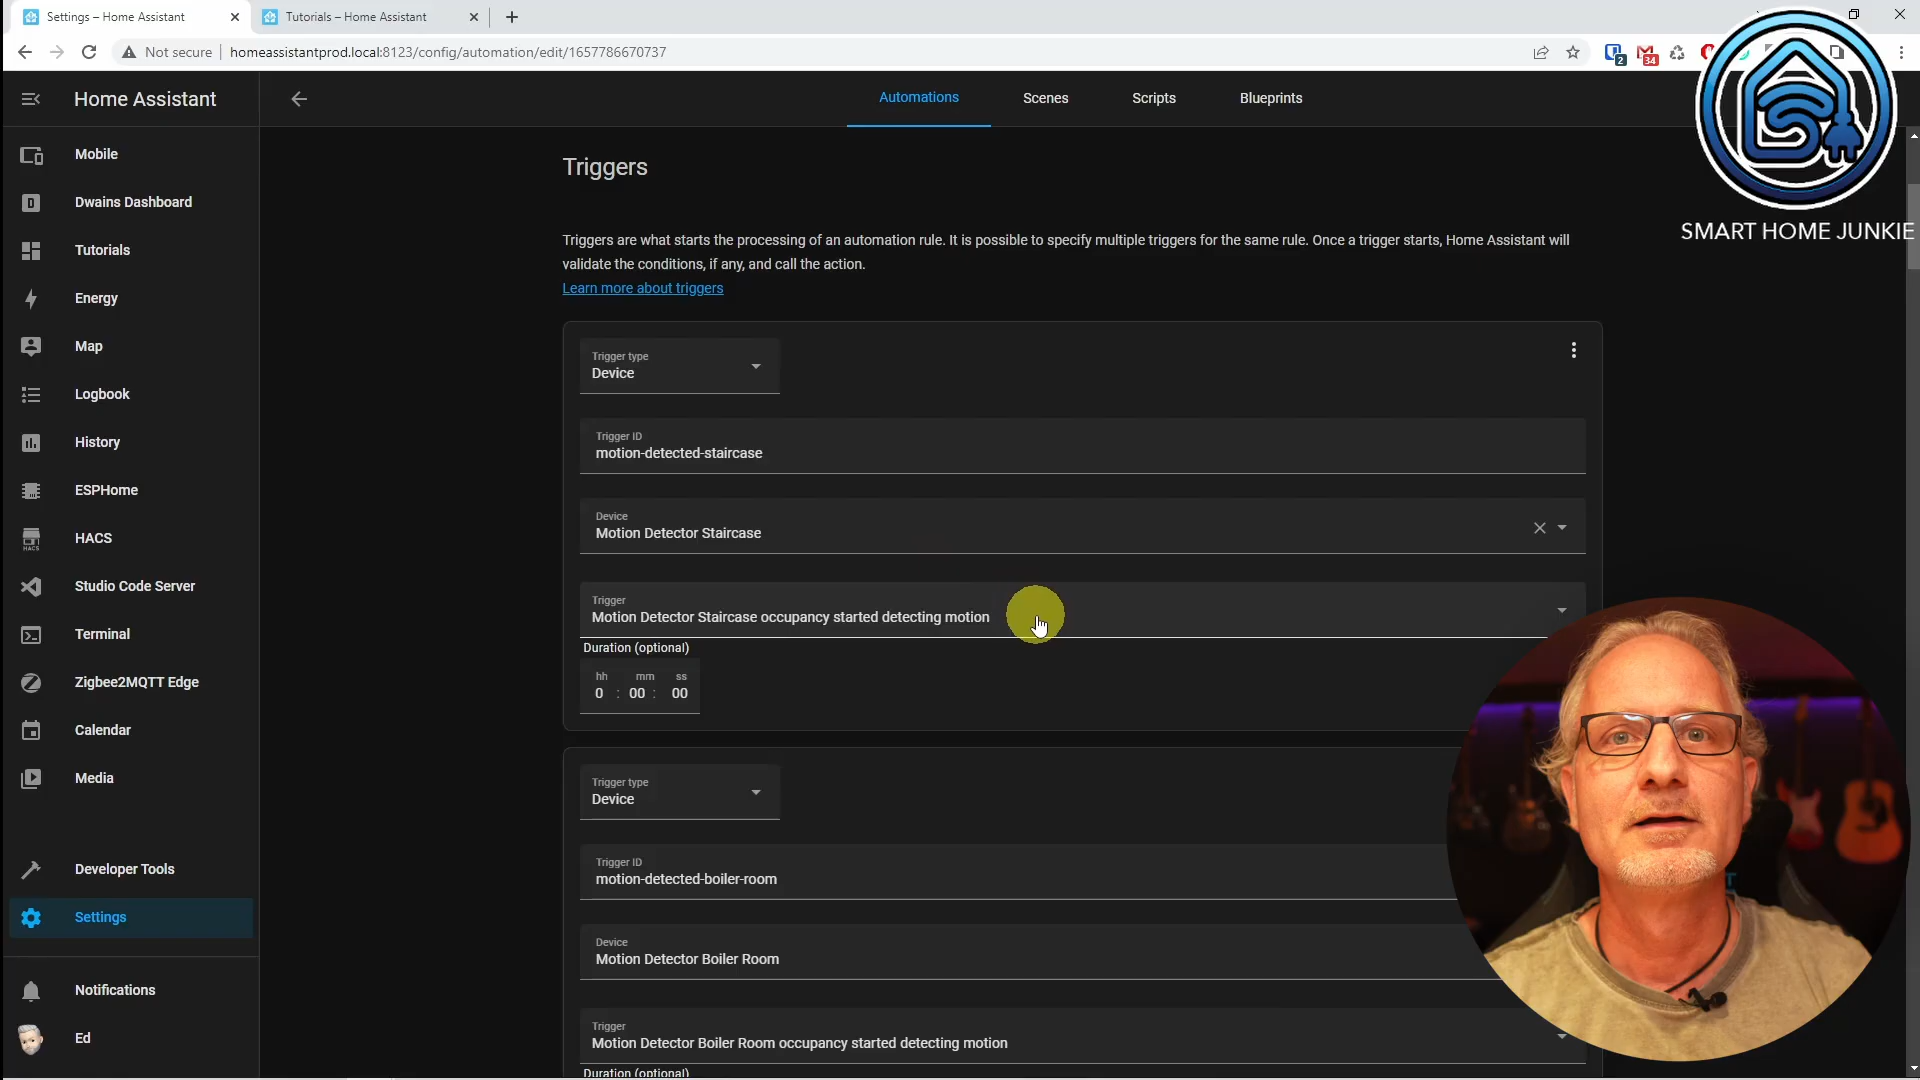 Settings – Home Assistant
Tutorials – Home Assistant
Not secure
homeassistantprod.local:8123/config/automation/edit/1657786670737
2
34
Home Assistant
Automations
Scenes
Scripts
Blueprints
SMART HOME JUNKIE
Mobile
Dwains Dashboard
Tutorials
Energy
Map
Logbook
History
ESPHome
HACS
HACS
Studio Code Server
Terminal
Zigbee2MQTT Edge
Calendar
Media
Developer Tools
Settings
Notifications
Ed
Triggers
Triggers are what starts the processing of an automation rule. It is possible to specify multiple triggers for the same rule. Once a trigger starts, Home Assistant will
validate the conditions, if any, and call the action.
Learn more about triggers
Trigger type
Device
Trigger ID
motion-detected-staircase
Device
Motion Detector Staircase
Trigger
Motion Detector Staircase occupancy started detecting motion
Duration (optional)
hh mm ss
0 : 00 : 00
Trigger type
Device
Trigger ID
motion-detected-boiler-room
Device
Motion Detector Boiler Room
Trigger
Motion Detector Boiler Room occupancy started detecting motion
Duration (optional)